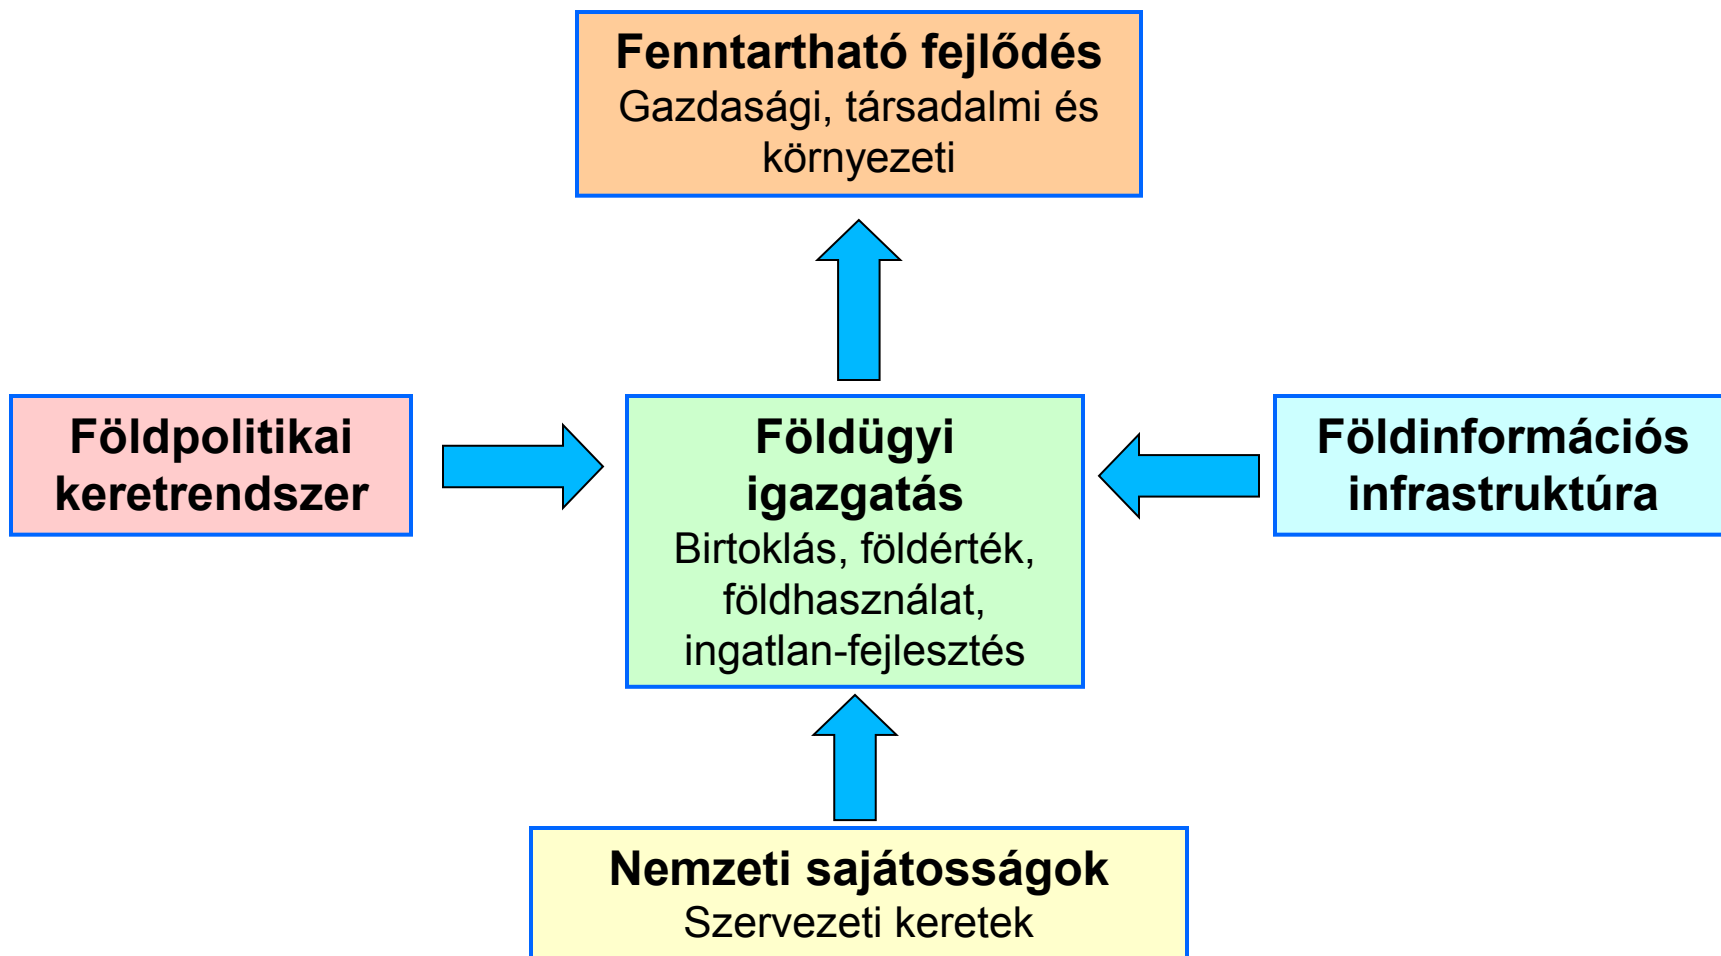 Fenntartható fejlődés
Gazdasági, társadalmi és
környezeti
Földpolitikai
keretrendszer
Földügyi
igazgatás
Birtoklás, földérték,
földhasználat,
ingatlan-fejlesztés
Földinformációs
infrastruktúra
Nemzeti sajátosságok
Szervezeti keretek